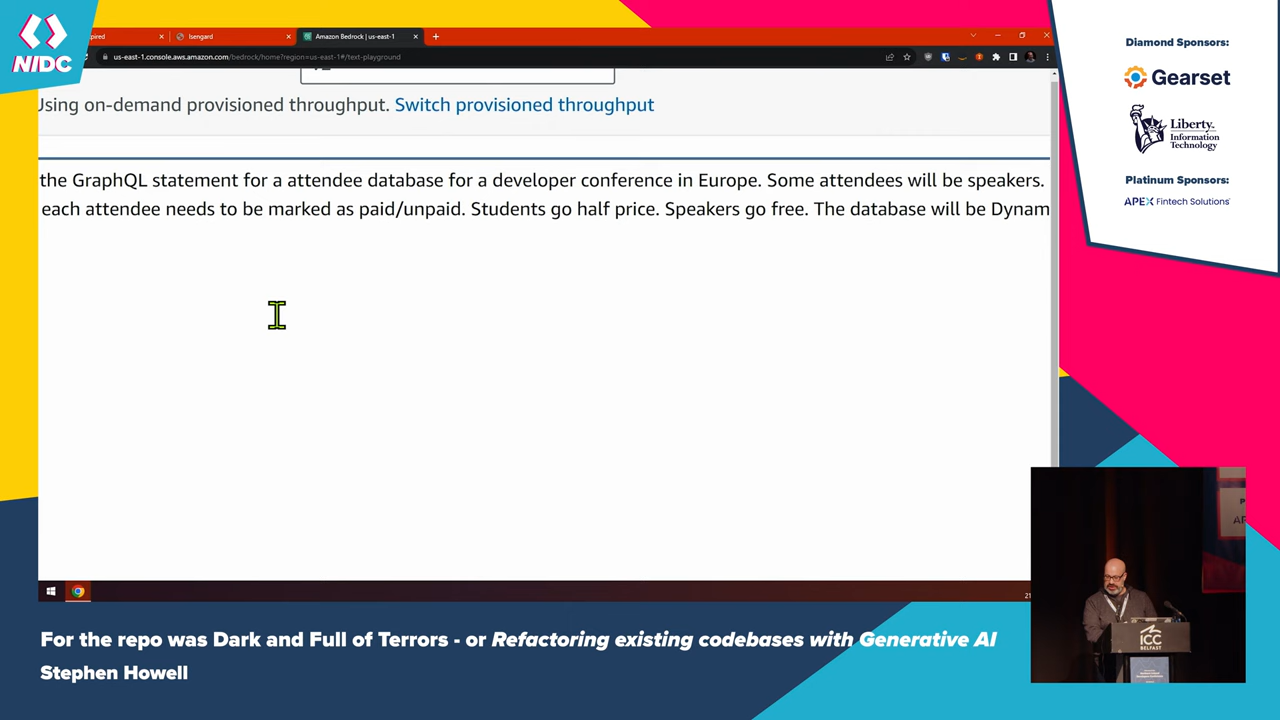 NIDC
pired
Isengard
Amazon Bedrock | us-east-1
us-east-1.console.aws.amazon.com/bedrock/home?region=us-east-1#/text-playground
Using on-demand provisioned throughput. Switch provisioned throughput
the GraphQL statement for a attendee database for a developer conference in Europe. Some attendees will be speakers.
each attendee needs to be marked as paid/unpaid. Students go half price. Speakers go free. The database will be Dynam
21
Diamond Sponsors:
Gearset
Liberty
Information
Technology
Platinum Sponsors:
APEX Fintech Solutions
ICC
BELFAST
For the repo was Dark and Full of Terrors - or Refactoring existing codebases with Generative AI
Stephen Howell